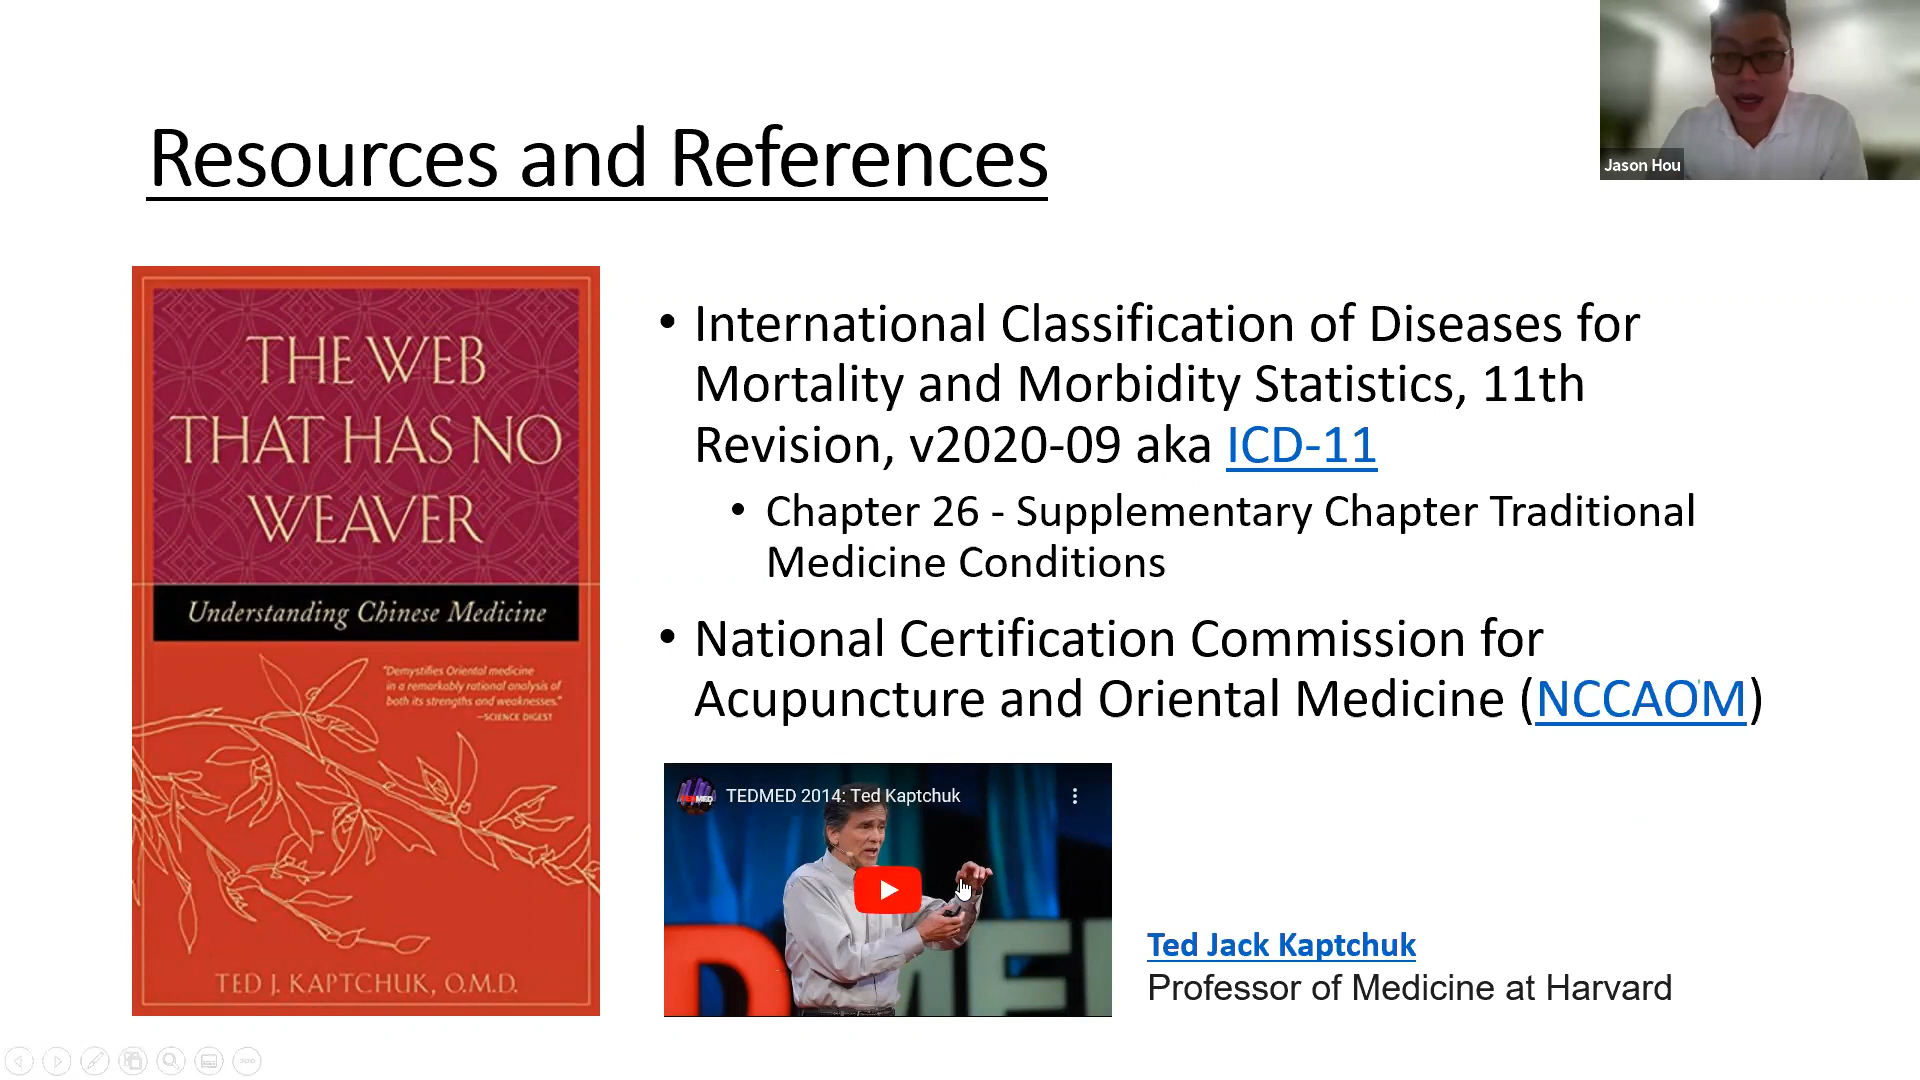 Jason Hou
Resources and References
THE WEB
THAT HAS NO
WEAVER
Understanding Chinese Medicine
"Demystifies Oriental medicine
in a remarkably rational analysis of
both its strengths and weaknesses."
—SCIENCE DIGEST
TED J. KAPTCHUK, O.M.D.
• International Classification of Diseases for
Mortality and Morbidity Statistics, 11th
Revision, v2020-09 aka ICD-11
• Chapter 26 - Supplementary Chapter Traditional
Medicine Conditions
• National Certification Commission for
Acupuncture and Oriental Medicine (NCCAOM)
TEDMED 2014: Ted Kaptchuk
D MED
Ted Jack Kaptchuk
Professor of Medicine at Harvard